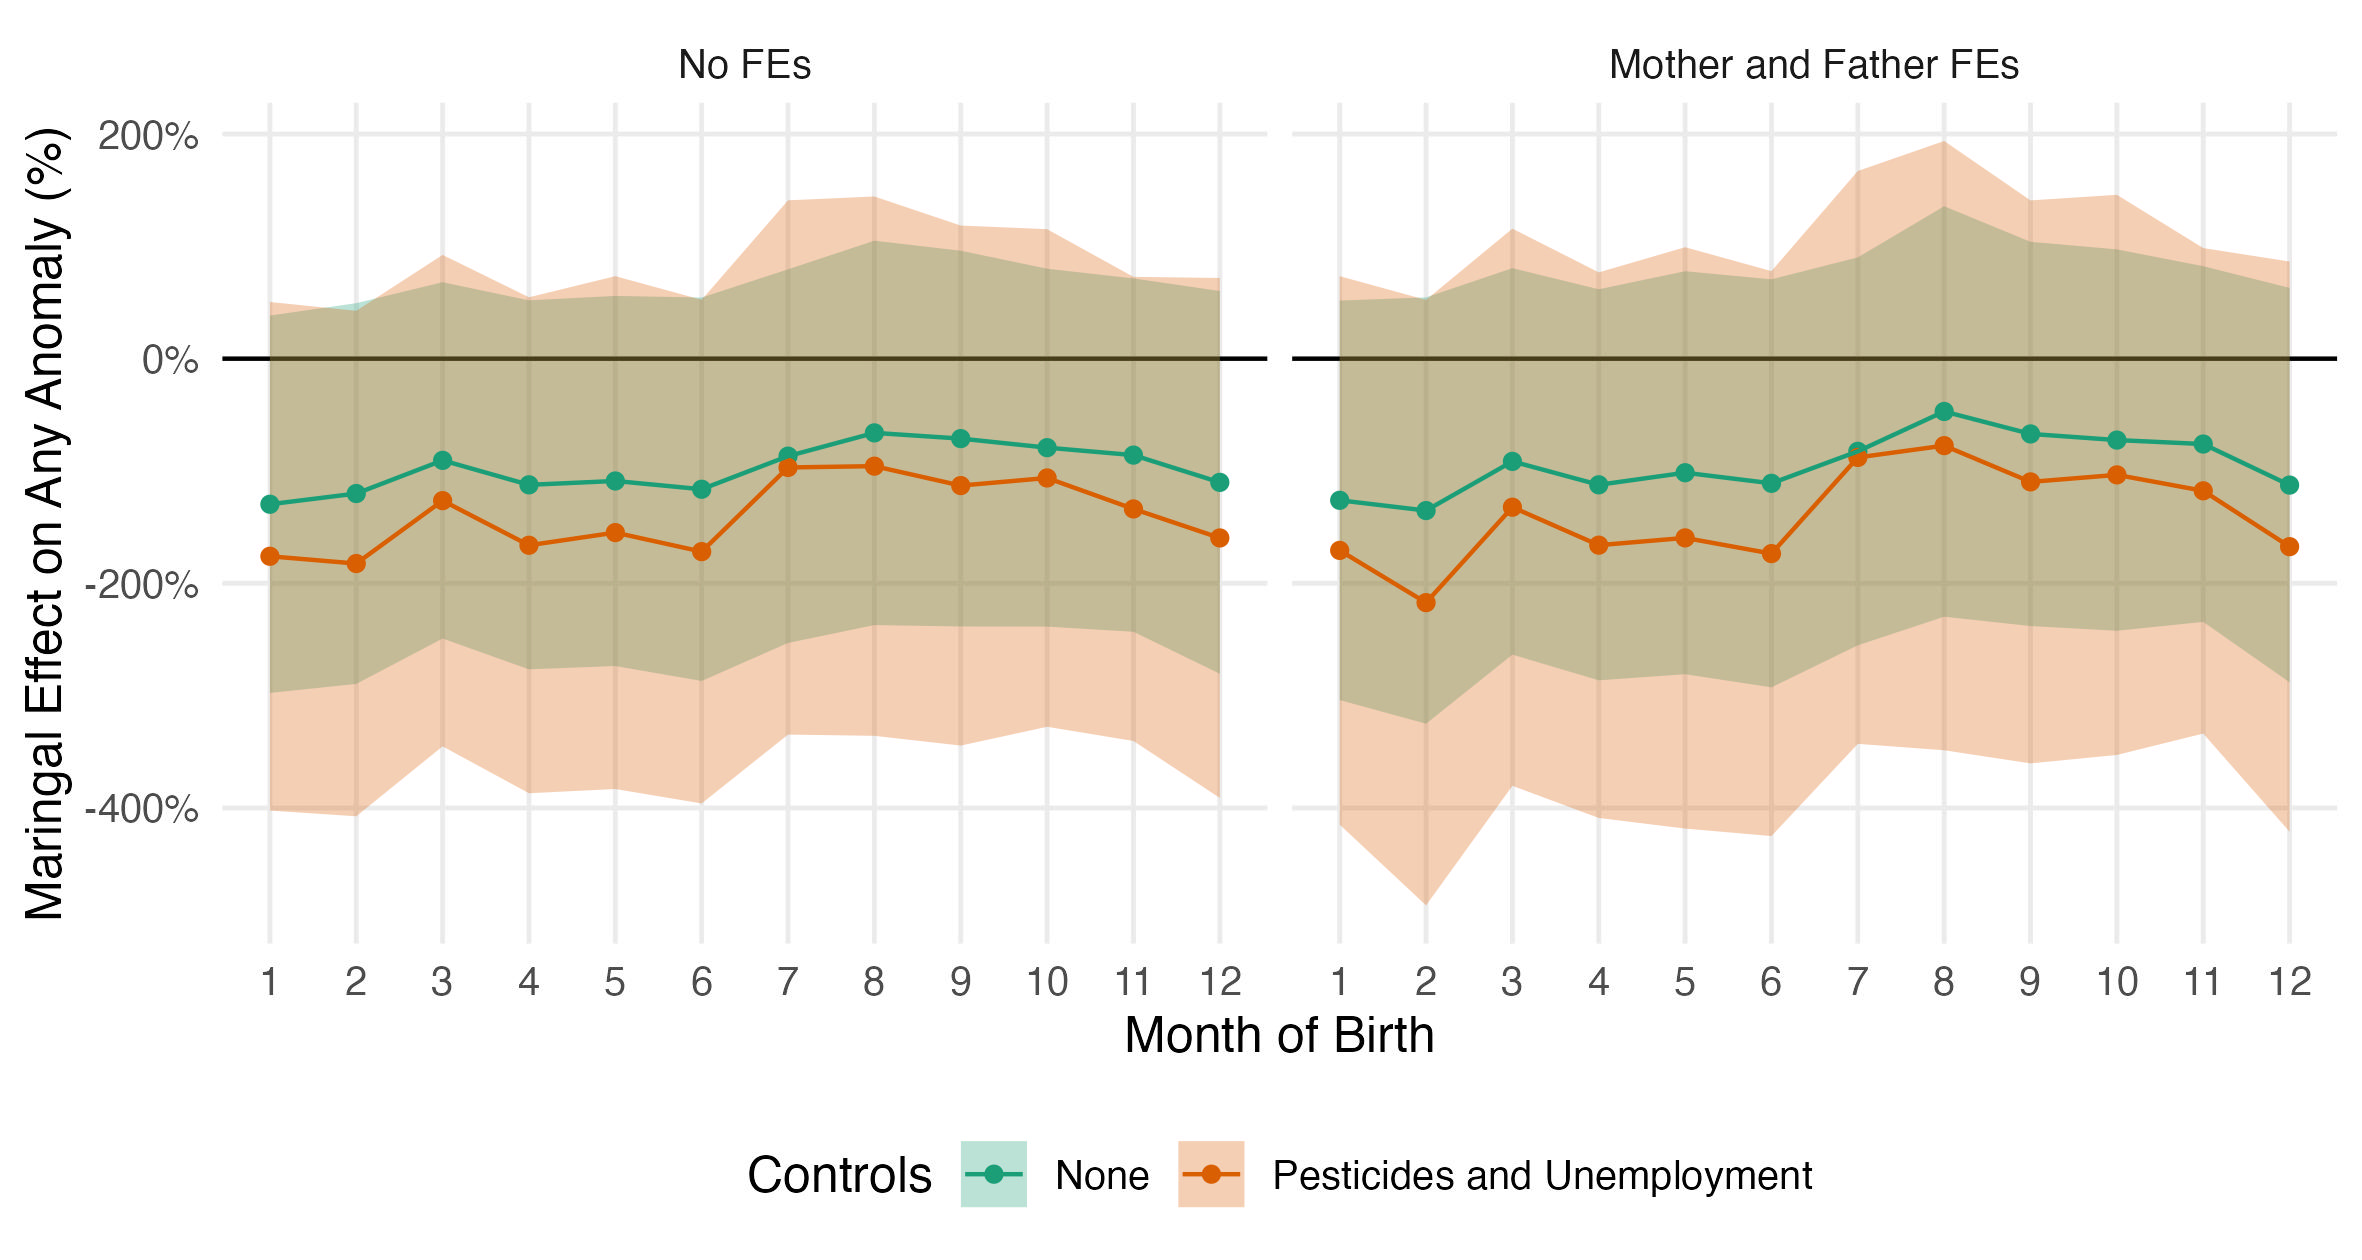 No FEs
Mother and Father FEs
Maringal Effect on Any Anomaly (%)
200%
0%
-200%
-400%
1 2 3 4 5 6 7 8 9 10 11 12
1 2 3 4 5 6 7 8 9 10 11 12
Month of Birth
Controls None Pesticides and Unemployment